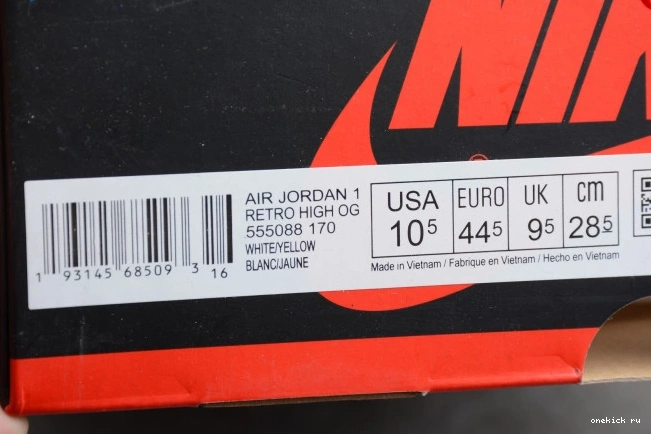 NIK
AIR JORDAN 1
RETRO HIGH OG
555088 170
WHITE/YELLOW
BLANC/JAUNE
1 93145 68509 3 16
USA EURO UK cm
10 5 44 5 9 5 28 5
Made in Vietnam / Fabrique en Vietnam / Hecho en Vietnam
onekick ru